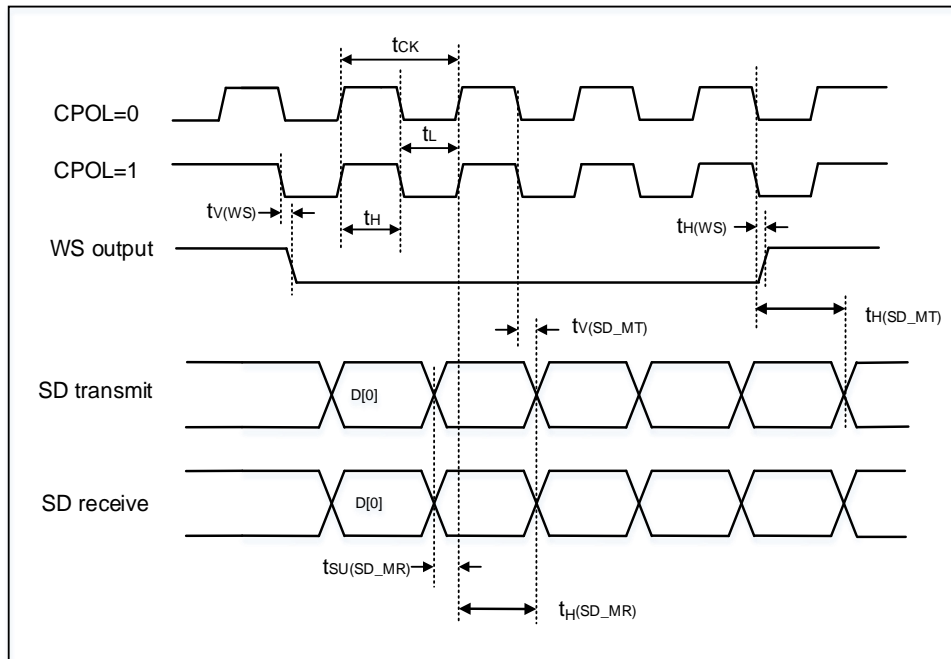 tCK
CPOL=0
tL
CPOL=1
tV(WS)
tH
tH(WS)
WS output
tV(SD_MT)
tH(SD_MT)
SD transmit
D[0]
SD receive
D[0]
tSU(SD_MR)
tH(SD_MR)